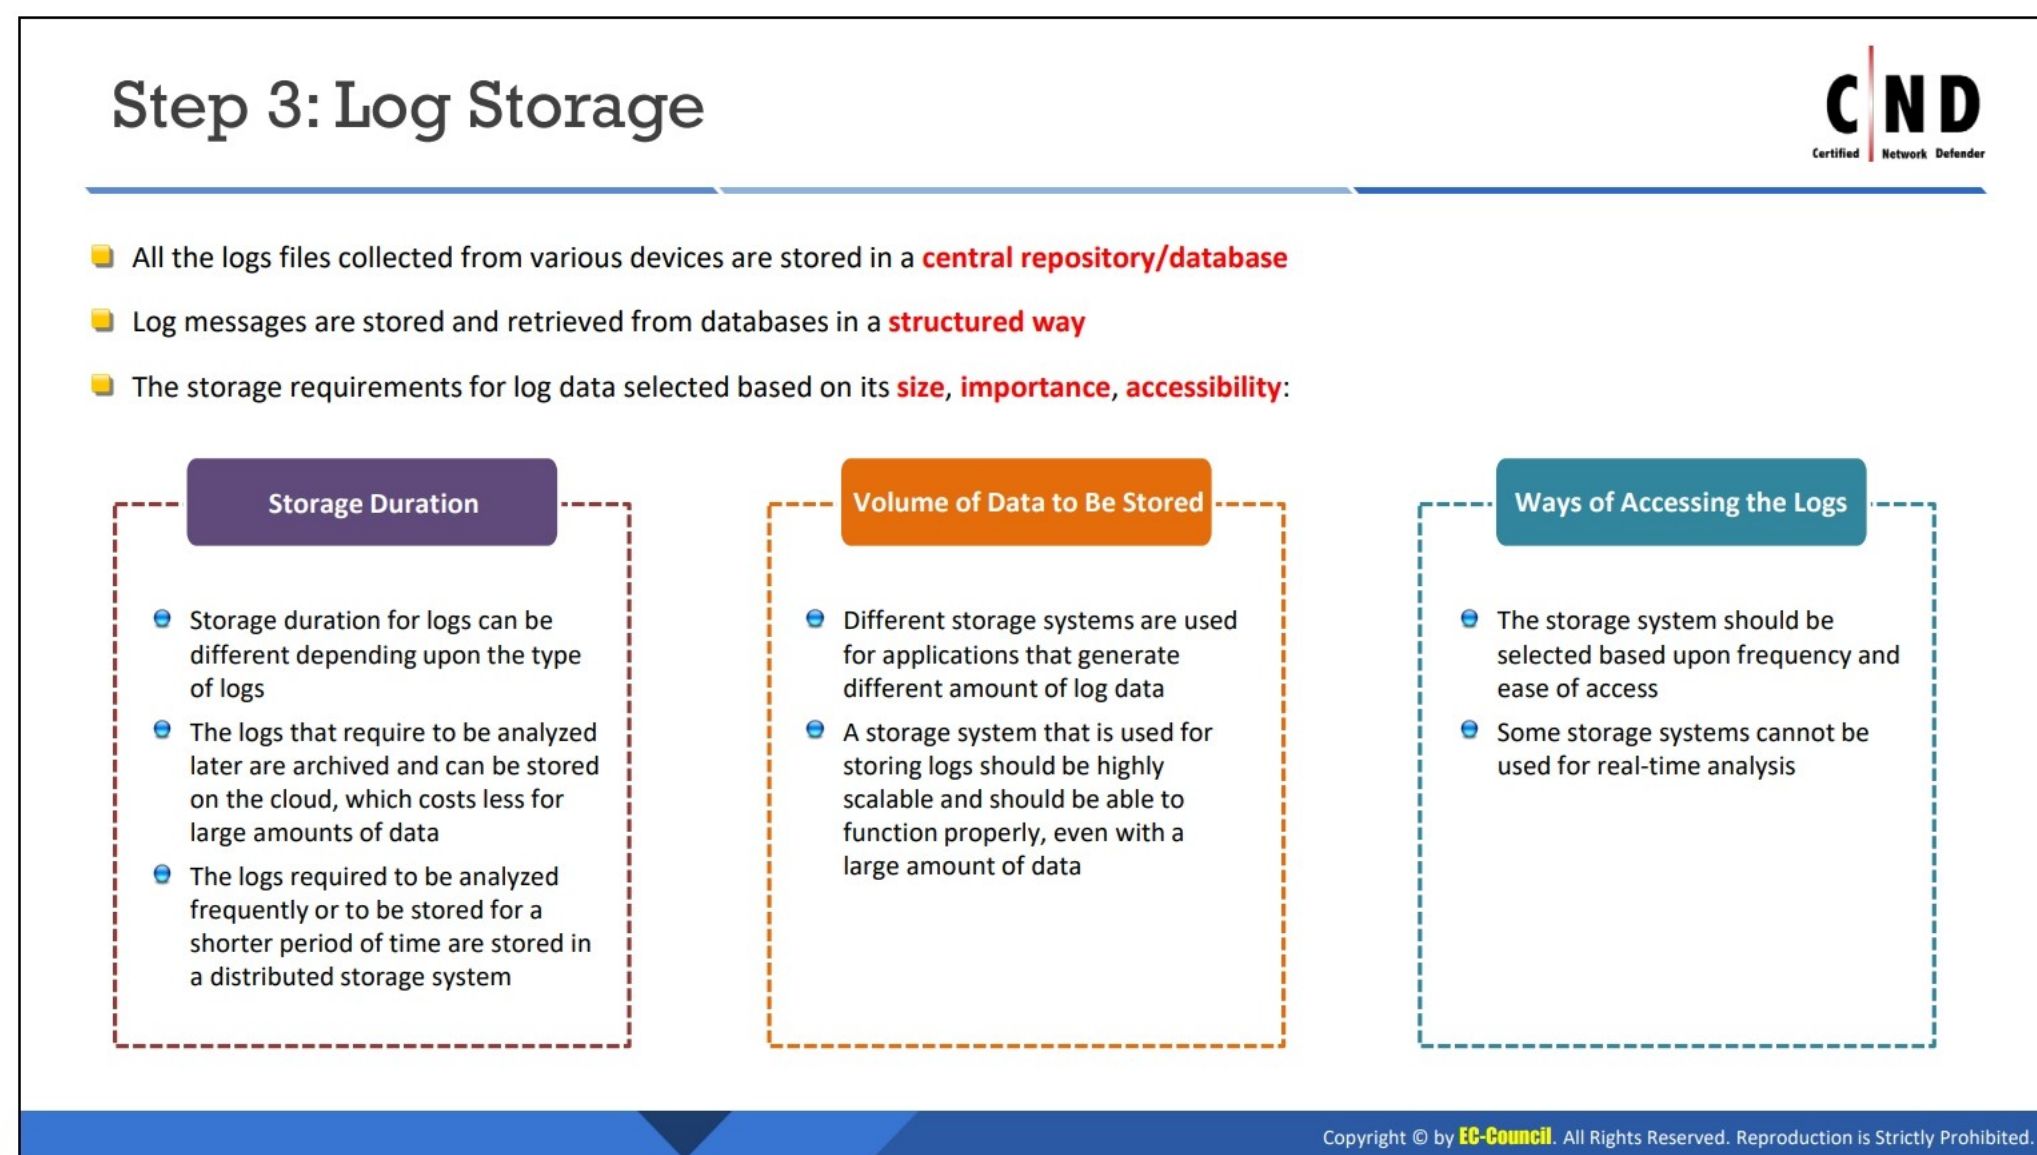 Step 3: Log Storage
C ND
Certified Network Defender
All the logs files collected from various devices are stored in a central repository/database
Log messages are stored and retrieved from databases in a structured way
The storage requirements for log data selected based on its size, importance, accessibility:
Storage Duration
Storage duration for logs can be
different depending upon the type
of logs
The logs that require to be analyzed
later are archived and can be stored
on the cloud, which costs less for
large amounts of data
The logs required to be analyzed
frequently or to be stored for a
shorter period of time are stored in
a distributed storage system
Volume of Data to Be Stored
Different storage systems are used
for applications that generate
different amount of log data
A storage system that is used for
storing logs should be highly
scalable and should be able to
function properly, even with a
large amount of data
Ways of Accessing the Logs
The storage system should be
selected based upon frequency and
ease of access
Some storage systems cannot be
used for real-time analysis
Copyright © by EC-Council. All Rights Reserved. Reproduction is Strictly Prohibited.